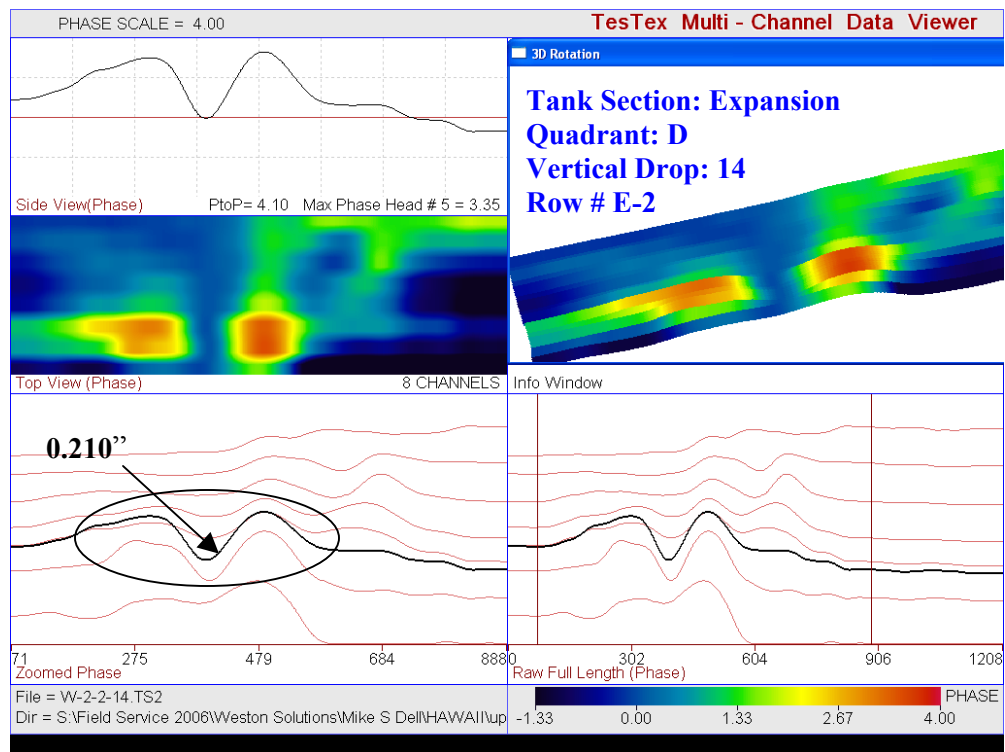 PHASE SCALE = 4.00
TesTex Multi - Channel Data Viewer
3D Rotation
Tank Section: Expansion
Quadrant: D
Vertical Drop: 14
Row # E-2
Side View(Phase) PtoP= 4.10 Max Phase Head # 5 = 3.35
Top View (Phase) 8 CHANNELS
Info Window
0.210”
71 275 479 684 888
Zoomed Phase
0 302 604 906 1208
Raw Full Length (Phase)
File = W-2-2-14.TS2
Dir = S:\Field Service 2006\Weston Solutions\Mike S Dell\HAWAII\up
PHASE
-1.33 0.00 1.33 2.67 4.00